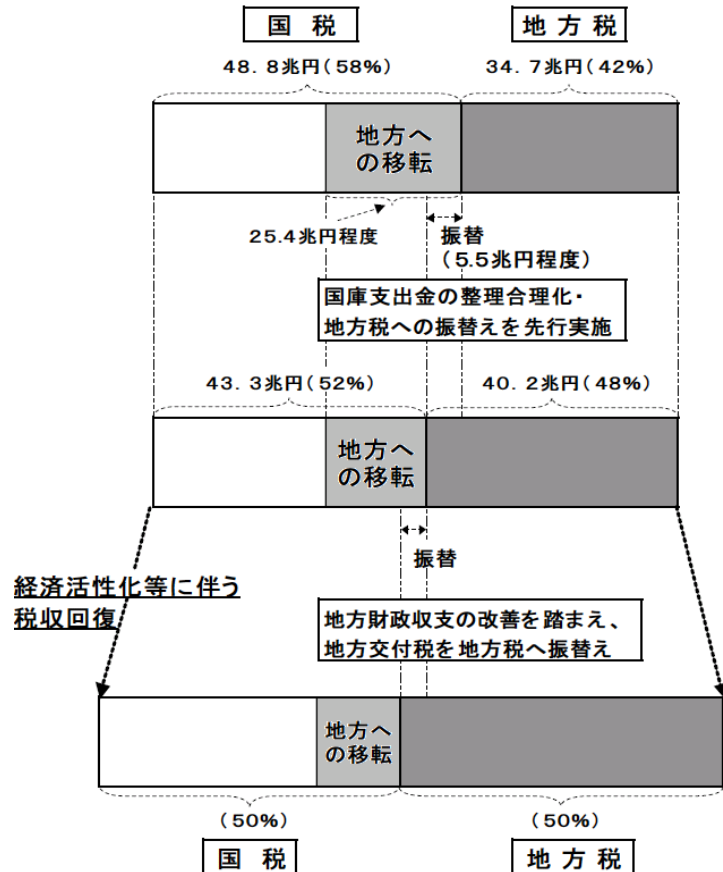 国 税
地 方 税
48.8兆円(58%)
34.7兆円(42%)
地方へ
の移転
25.4兆円程度
振替
(5.5兆円程度)
国庫支出金の整理合理化・
地方税への振替えを先行実施
43.3兆円(52%)
40.2兆円(48%)
地方へ
の移転
振替
経済活性化等に伴う
税収回復
地方財政収支の改善を踏まえ、
地方交付税を地方税へ振替え
地方へ
の移転
(50%)
(50%)
国 税
地 方 税